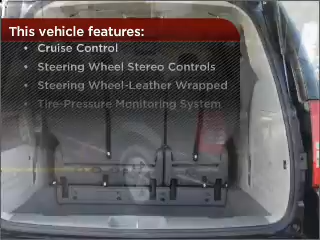 This vehicle features:
• Cruise Control
• Steering Wheel Stereo Controls
• Steering Wheel-Leather Wrapped
• Tire-Pressure Monitoring System